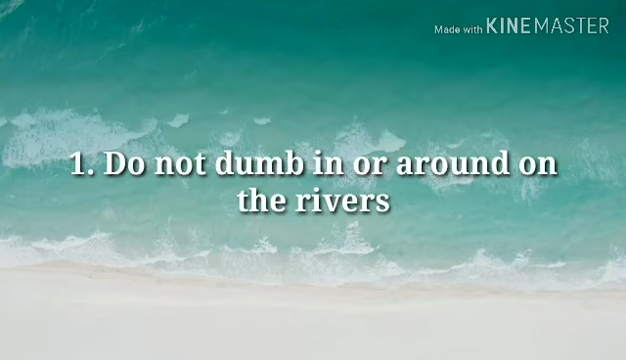 Made with KINEMASTER
1. Do not dumb in or around on
the rivers